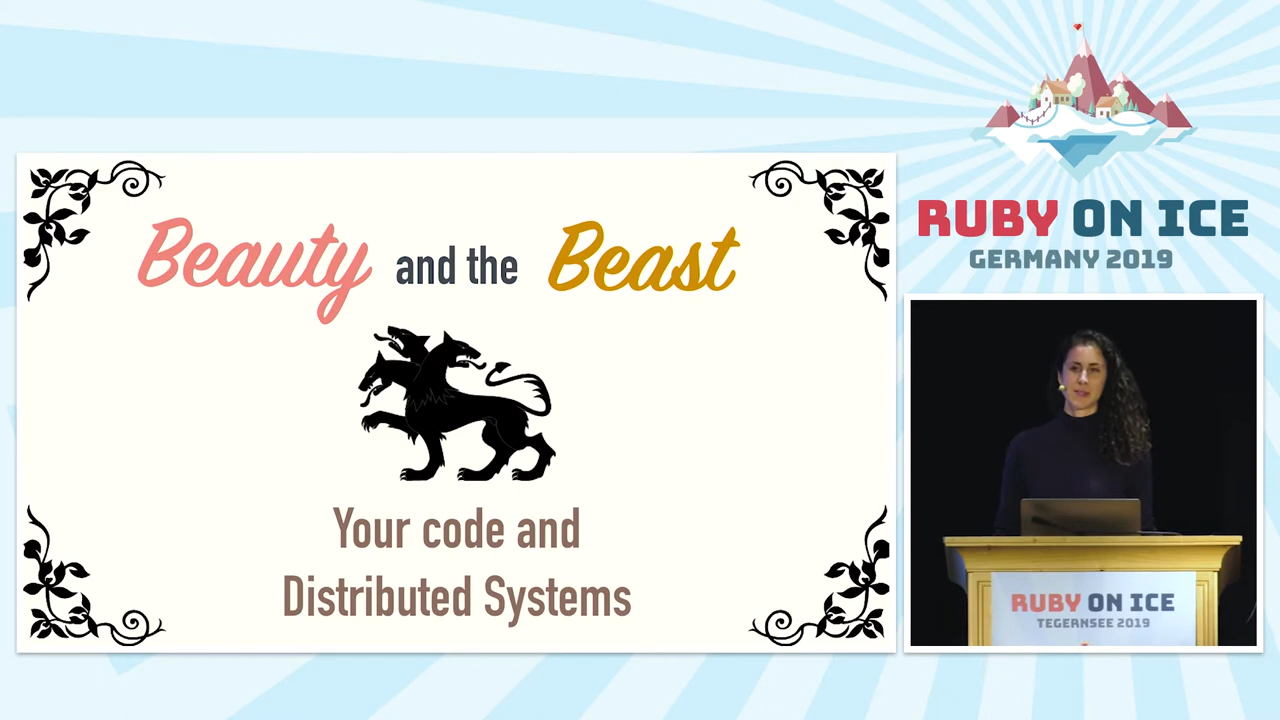 Beauty and the Beast
Your code and
Distributed Systems
RUBY ON ICE
GERMANY 2019
RUBY ON ICE
TEGERNSEE 2019